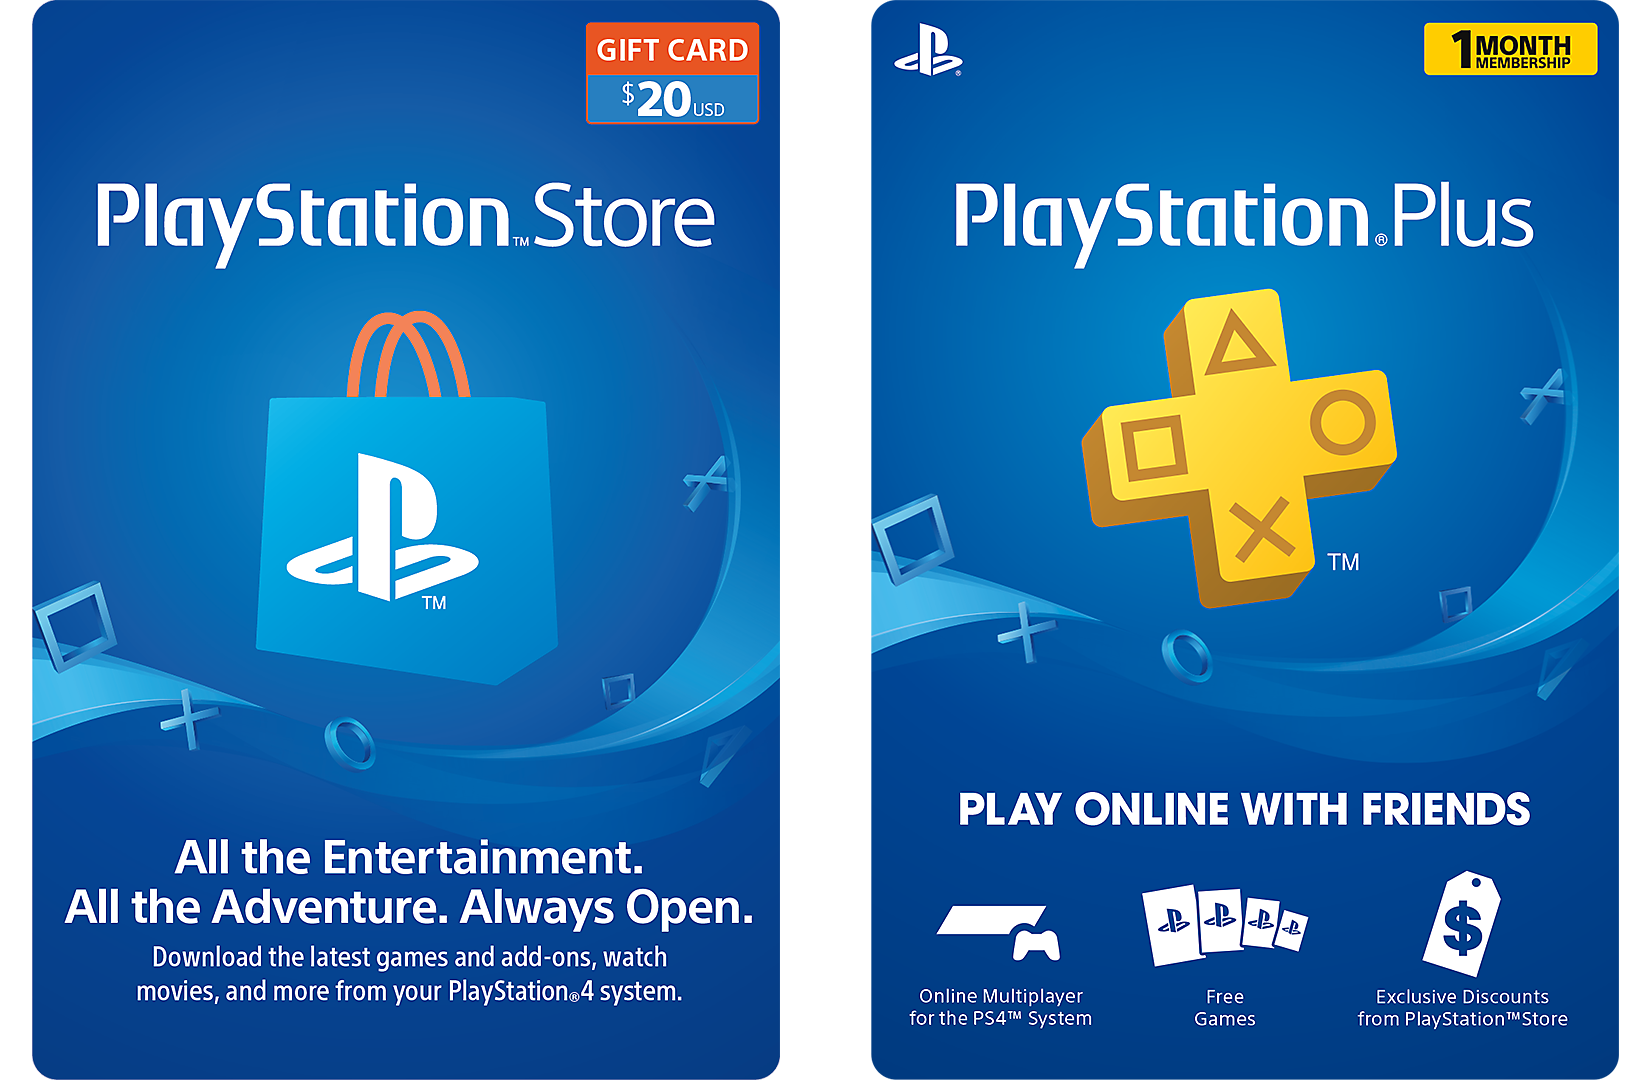 GIFT CARD
$20 USD
PlayStation™Store
™
All the Entertainment.
All the Adventure. Always Open.
Download the latest games and add-ons, watch
movies, and more from your PlayStation®4 system.
®
1 MONTH
MEMBERSHIP
PlayStation®Plus
™
PLAY ONLINE WITH FRIENDS
Online Multiplayer
for the PS4™ System
Free
Games
$
Exclusive Discounts
from PlayStation™Store